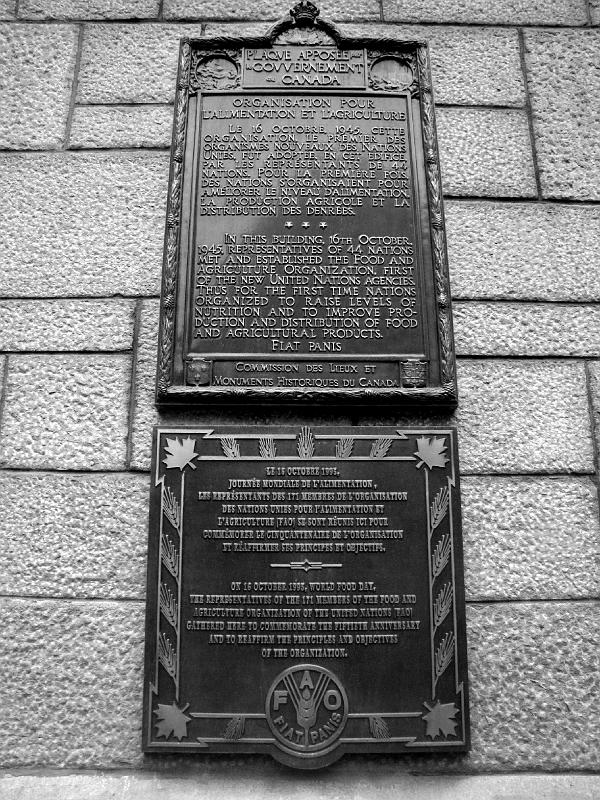 PLAQUE APPOSÉE PAR
LE GOUVERNEMENT
DU CANADA
ORGANISATION POUR
L'ALIMENTATION ET L'AGRICULTURE
LE 16 OCTOBRE, 1945, CETTE
ORGANISATION, LE PREMIER DES
ORGANISMES NOUVEAUX DES NATIONS
UNIES, FUT ADOPTÉE, EN CET EDIFICE,
PAR LES REPRÉSENTANTS DE 44
NATIONS. POUR LA PREMIÈRE FOIS,
DES NATIONS S'ORGANISAIENT POUR
AMÉLIORER LE NIVEAU D'ALIMENTATION,
LA PRODUCTION AGRICOLE ET LA
DISTRIBUTION DES DENRÉES.
IN THIS BUILDING, 16TH OCTOBER,
1945, REPRESENTATIVES OF 44 NATIONS
MET AND ESTABLISHED THE FOOD AND
AGRICULTURE ORGANIZATION, FIRST
OF THE NEW UNITED NATIONS AGENCIES.
THUS FOR THE FIRST TIME NATIONS
ORGANIZED TO RAISE LEVELS OF
NUTRITION AND TO IMPROVE PRO-
DUCTION AND DISTRIBUTION OF FOOD
AND AGRICULTURAL PRODUCTS.
FIAT PANIS
COMMISSION DES LIEUX ET
MONUMENTS HISTORIQUES DU CANADA
LE 16 OCTOBRE 1995,
JOURNÉE MONDIALE DE L'ALIMENTATION,
LES REPRÉSENTANTS DES 171 MEMBRES DE L'ORGANISATION
DES NATIONS UNIES POUR L'ALIMENTATION ET
L'AGRICULTURE (FAO) SE SONT RÉUNIS ICI POUR
COMMÉMORER LE CINQUANTENAIRE DE L'ORGANISATION
ET RÉAFFIRMER SES PRINCIPES ET OBJECTIFS.
ON 16 OCTOBER 1995, WORLD FOOD DAY,
THE REPRESENTATIVES OF THE 171 MEMBERS OF THE FOOD AND
AGRICULTURE ORGANIZATION OF THE UNITED NATIONS (FAO)
GATHERED HERE TO COMMEMORATE THE FIFTIETH ANNIVERSARY
AND TO REAFFIRM THE PRINCIPLES AND OBJECTIVES
OF THE ORGANIZATION.
F A O
FIAT PANIS